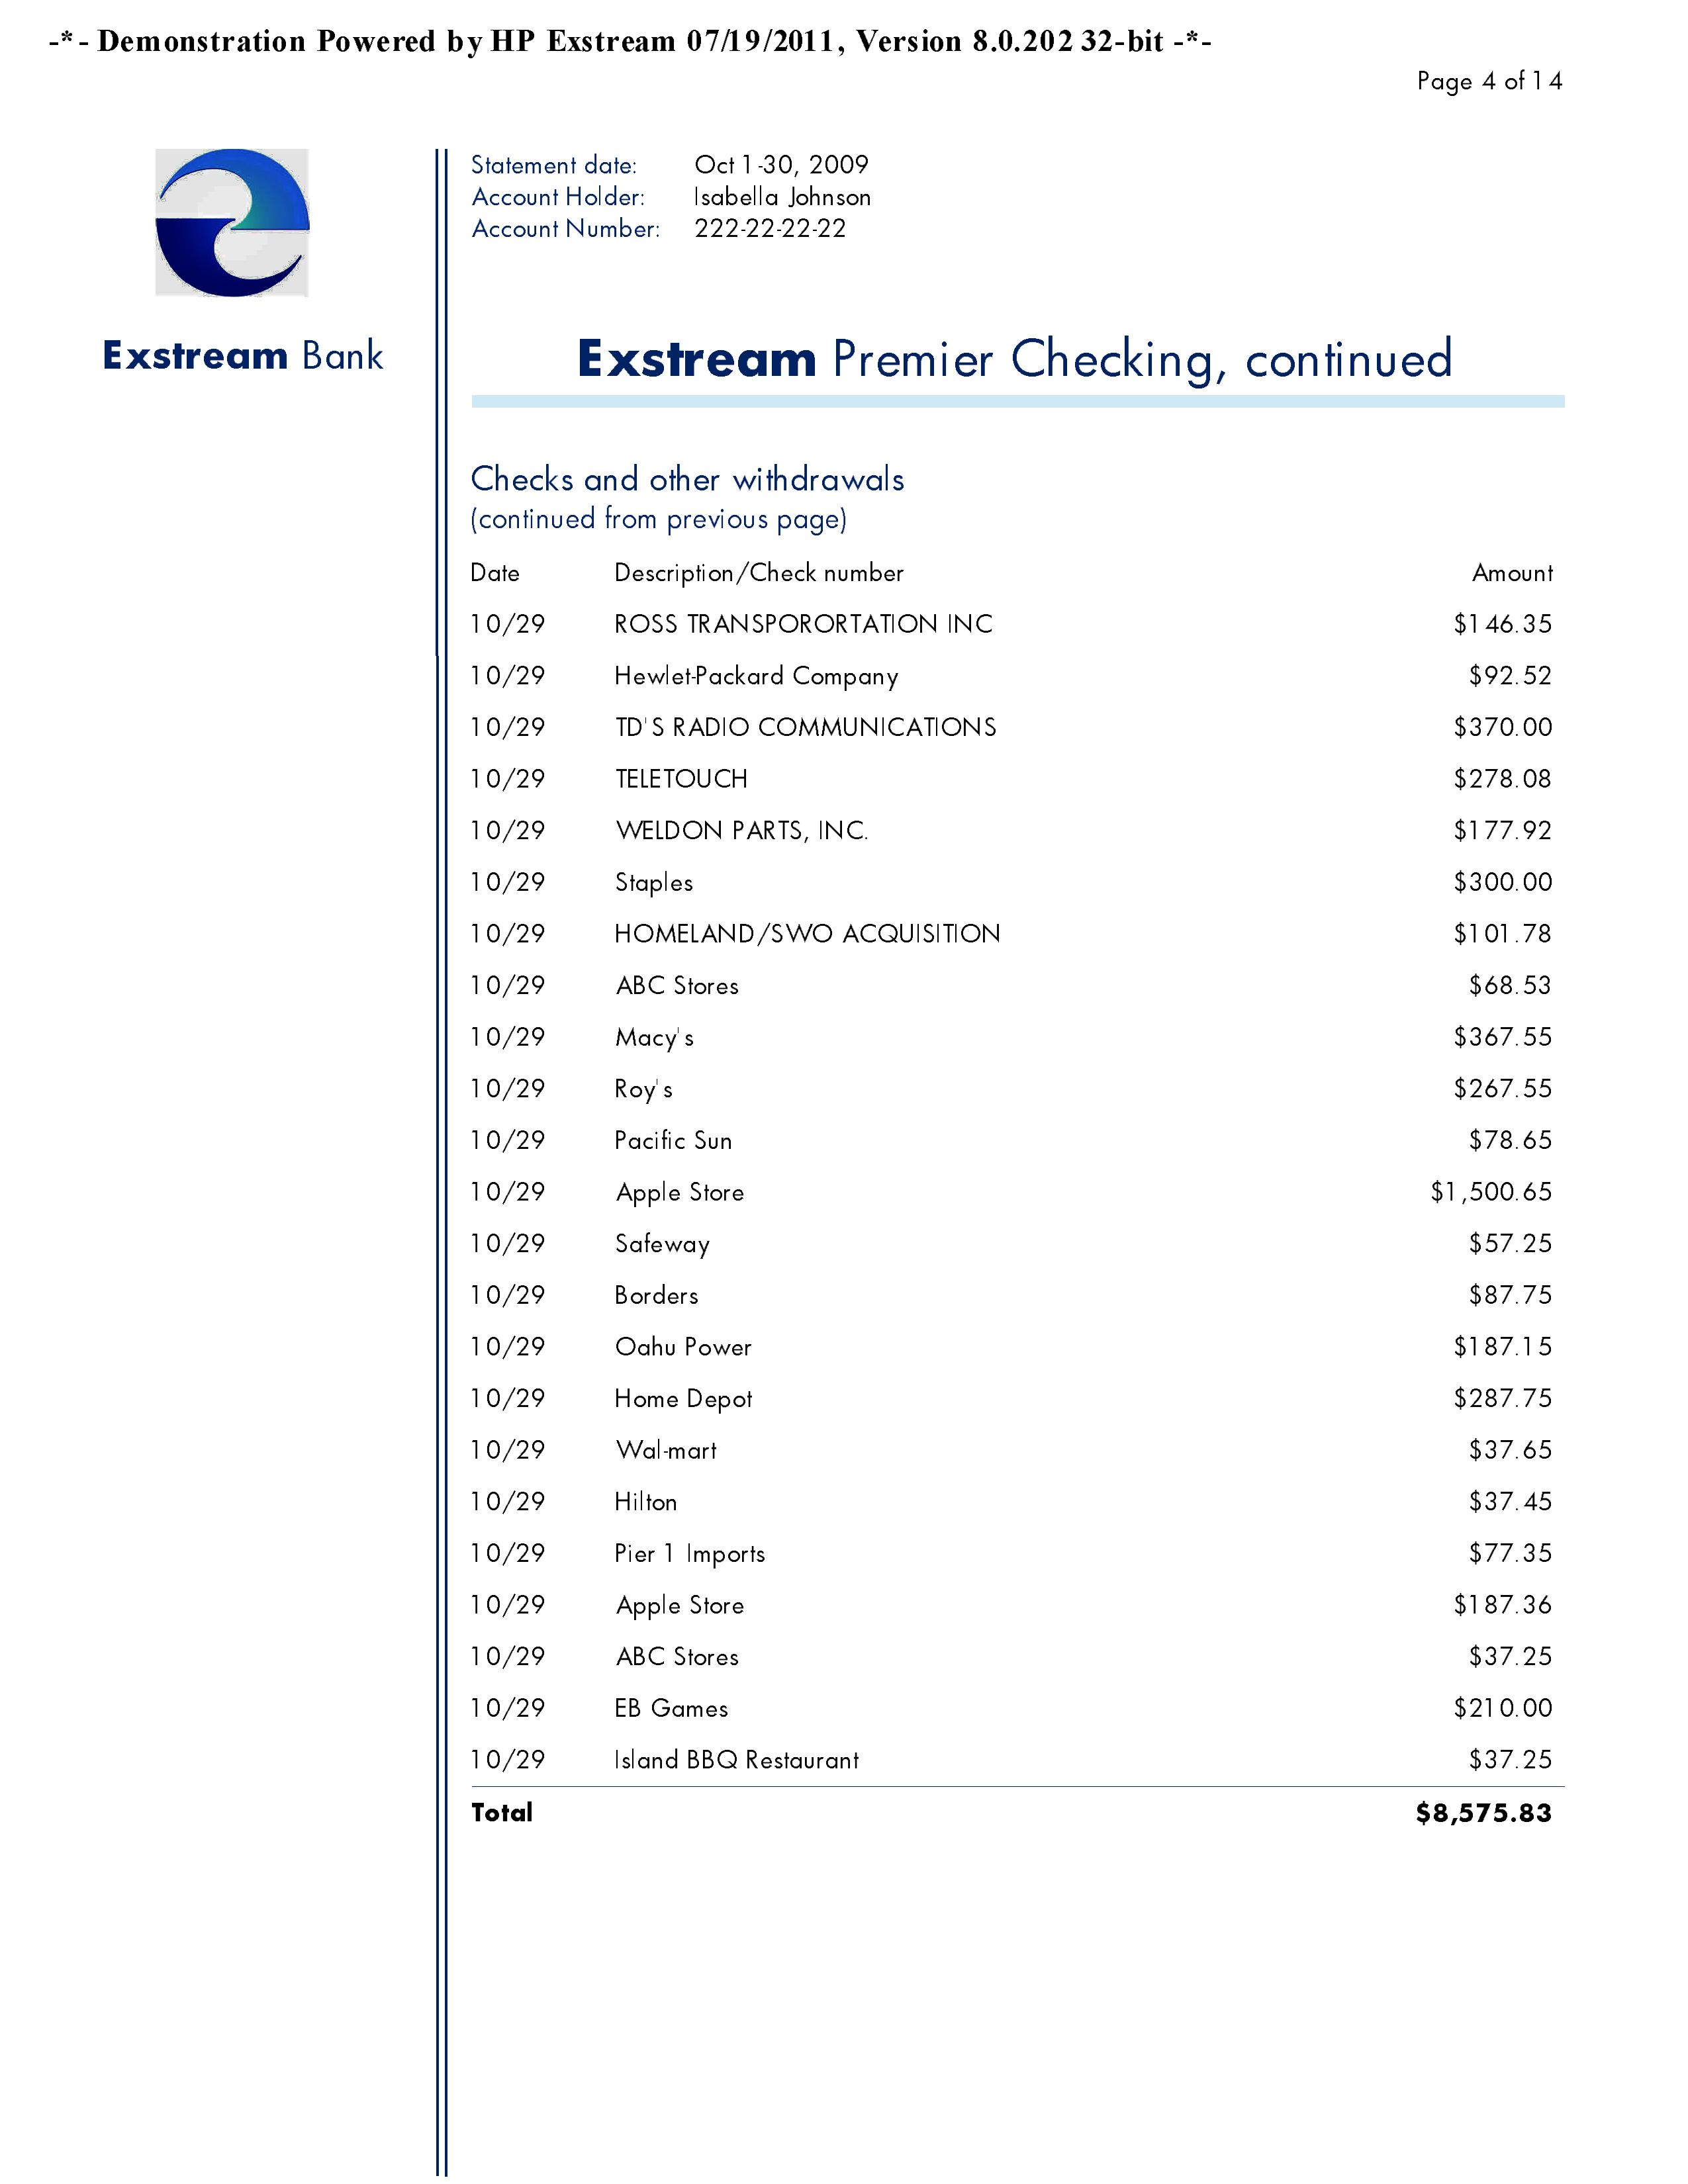 -*- Demonstration Powered by HP Exstream 07/19/2011, Version 8.0.202 32-bit -*-
Page 4 of 14
Statement date: Oct 1-30, 2009
Account Holder: Isabella Johnson
Account Number: 222-22-22-22
Exstream Bank
Exstream Premier Checking, continued
Checks and other withdrawals
(continued from previous page)
Date Description/Check number Amount
10/29 ROSS TRANSPORORTATION INC $146.35
10/29 Hewlet-Packard Company $92.52
10/29 TD'S RADIO COMMUNICATIONS $370.00
10/29 TELETOUCH $278.08
10/29 WELDON PARTS, INC. $177.92
10/29 Staples $300.00
10/29 HOMELAND/SWO ACQUISITION $101.78
10/29 ABC Stores $68.53
10/29 Macy's $367.55
10/29 Roy's $267.55
10/29 Pacific Sun $78.65
10/29 Apple Store $1,500.65
10/29 Safeway $57.25
10/29 Borders $87.75
10/29 Oahu Power $187.15
10/29 Home Depot $287.75
10/29 Wal-mart $37.65
10/29 Hilton $37.45
10/29 Pier 1 Imports $77.35
10/29 Apple Store $187.36
10/29 ABC Stores $37.25
10/29 EB Games $210.00
10/29 Island BBQ Restaurant $37.25
Total $8,575.83